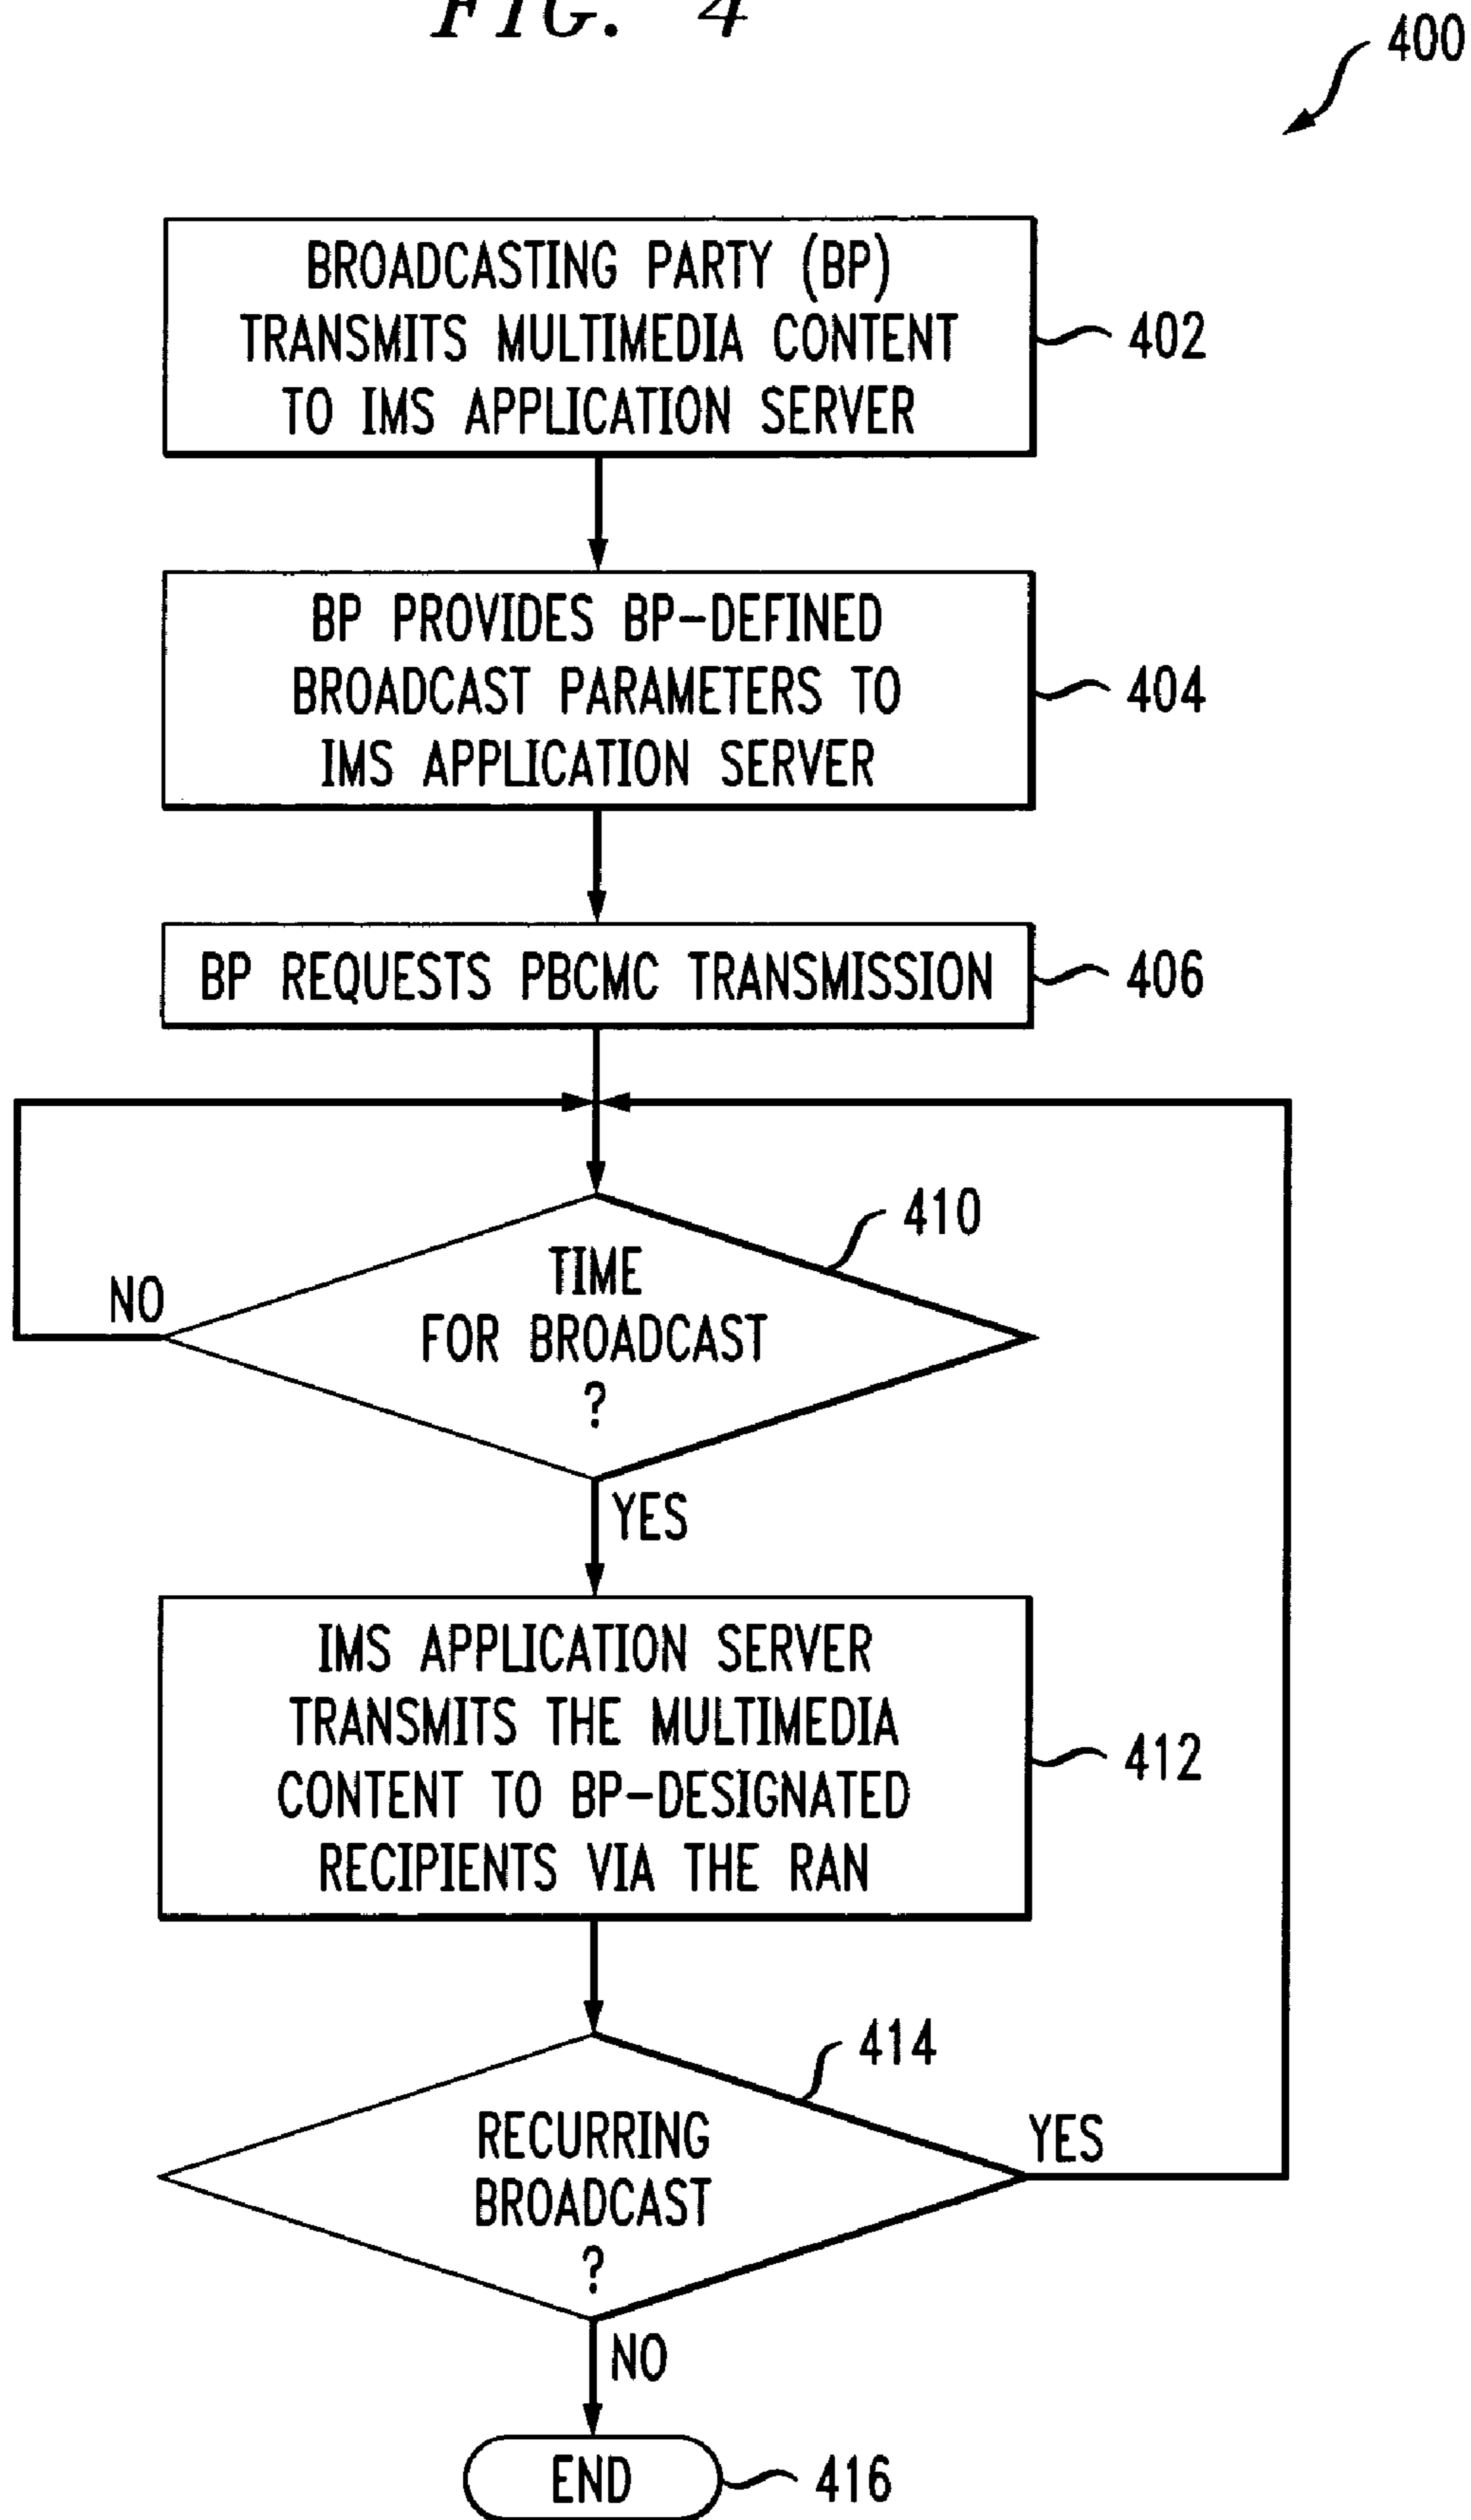 FIG. 4
400
BROADCASTING PARTY (BP)
TRANSMITS MULTIMEDIA CONTENT
TO IMS APPLICATION SERVER
402
BP PROVIDES BP-DEFINED
BROADCAST PARAMETERS TO
IMS APPLICATION SERVER
404
BP REQUESTS PBCMC TRANSMISSION
406
410
TIME
FOR BROADCAST
?
NO
YES
IMS APPLICATION SERVER
TRANSMITS THE MULTIMEDIA
CONTENT TO BP-DESIGNATED
RECIPIENTS VIA THE RAN
412
414
RECURRING
BROADCAST
?
YES
NO
END
416